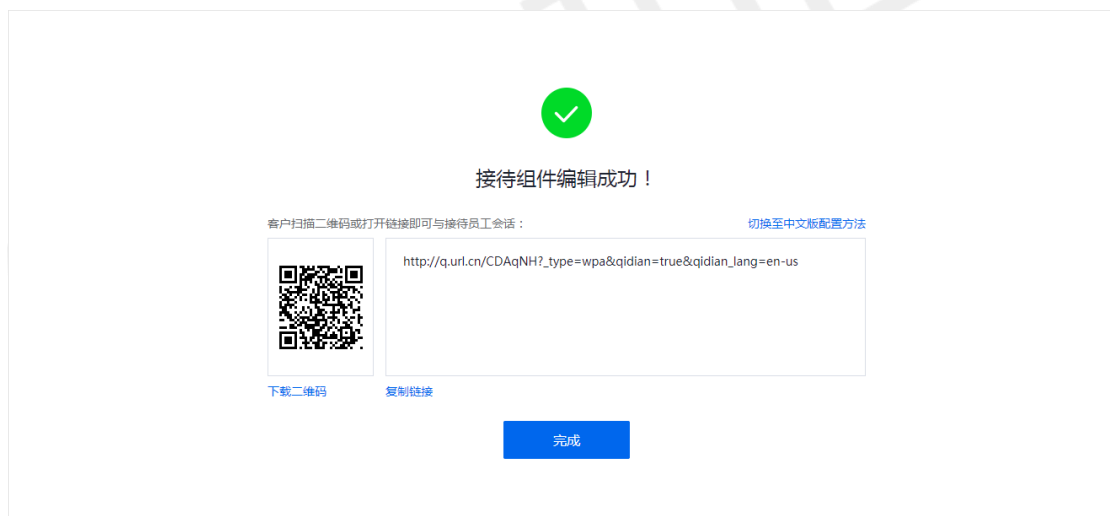 接待组件编辑成功！
客户扫描二维码或打开链接即可与接待员工会话： 切换至中文版配置方法
http://q.url.cn/CDAqNH?_type=wpa&qidian=true&qidian_lang=en-us
下载二维码 复制链接
完成